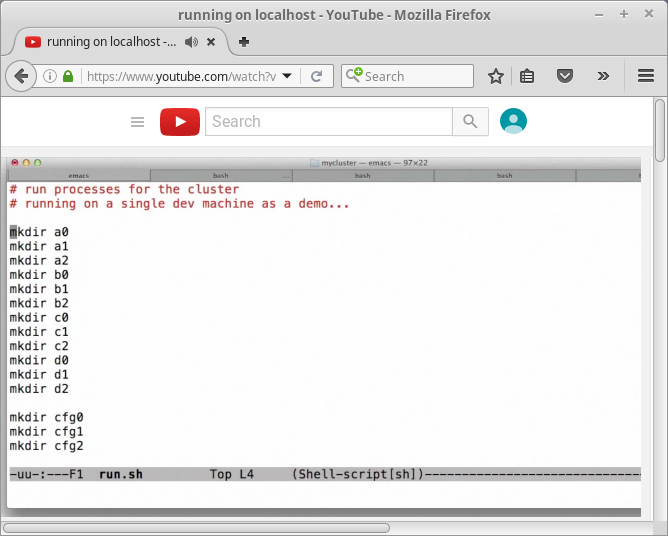 running on localhost - YouTube - Mozilla Firefox
running on localhost -...
https://www.youtube.com/watch?v
Search
Search
mycluster — emacs — 97×22
emacs
bash
...
bash
bash
# run processes for the cluster
# running on a single dev machine as a demo...
mkdir a0
mkdir a1
mkdir a2
mkdir b0
mkdir b1
mkdir b2
mkdir c0
mkdir c1
mkdir c2
mkdir d0
mkdir d1
mkdir d2
mkdir cfg0
mkdir cfg1
mkdir cfg2
-uu-:---F1 run.sh Top L4 (Shell-script[sh])-----------------------------